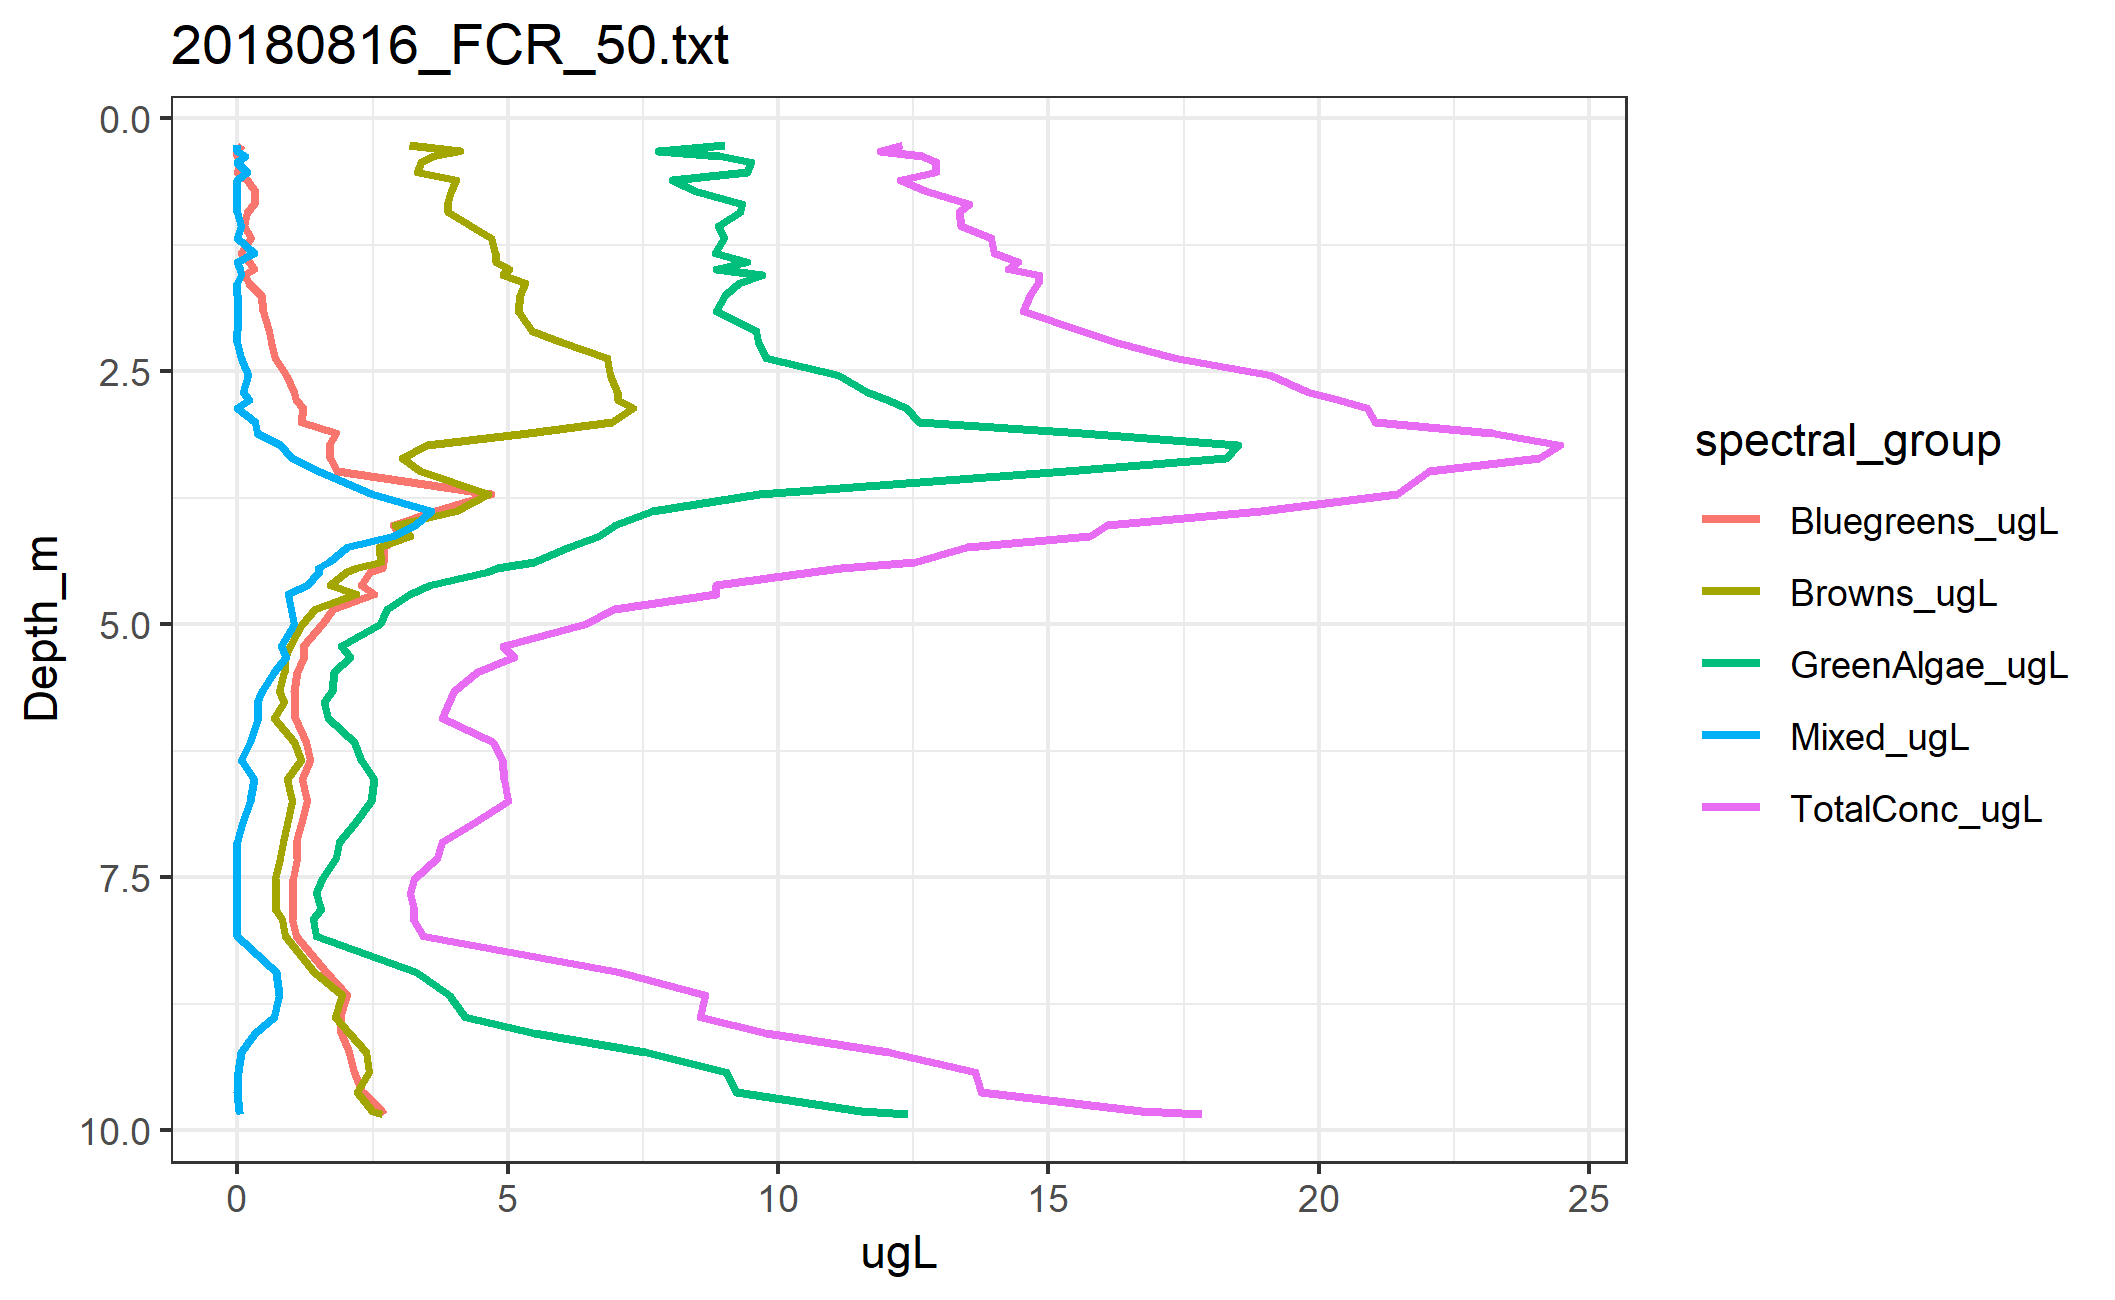 20180816_FCR_50.txt
0.0
2.5
5.0
7.5
10.0
Depth_m
0 5 10 15 20 25
ugL
spectral_group
Bluegreens_ugL
Browns_ugL
GreenAlgae_ugL
Mixed_ugL
TotalConc_ugL